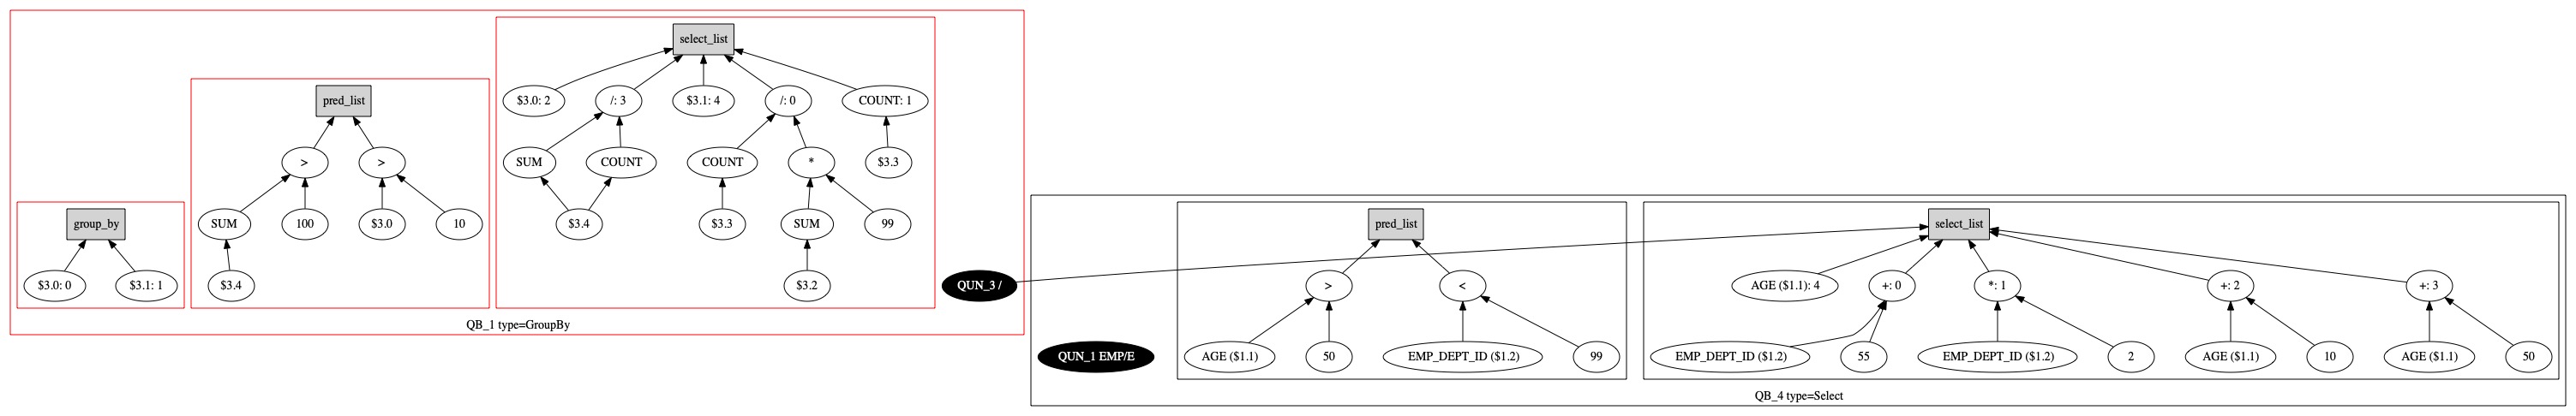 select_list
$3.0: 2
/: 3
$3.1: 4
/: 0
COUNT: 1
pred_list
>
>
SUM
COUNT
COUNT
*
$3.3
group_by
SUM
100
$3.0
10
$3.4
$3.3
SUM
99
$3.0: 0
$3.1: 1
$3.4
$3.2
QUN_3 /
QB_1 type=GroupBy
pred_list
select_list
>
<
AGE ($1.1): 4
+: 0
*: 1
+: 2
+: 3
QUN_1 EMP/E
AGE ($1.1)
50
EMP_DEPT_ID ($1.2)
99
EMP_DEPT_ID ($1.2)
55
EMP_DEPT_ID ($1.2)
2
AGE ($1.1)
10
AGE ($1.1)
50
QB_4 type=Select